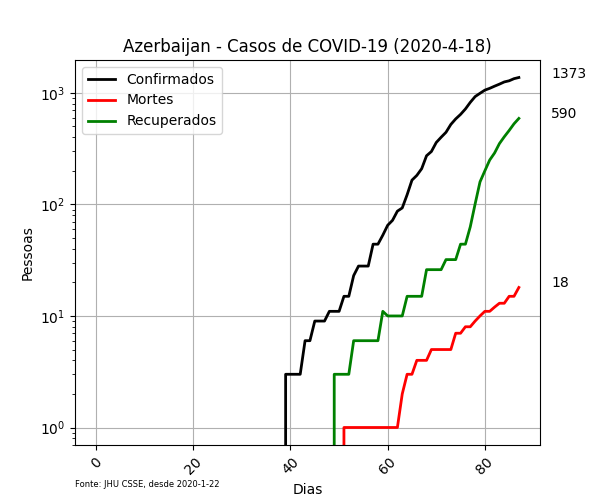 Azerbaijan - Casos de COVID-19 (2020-4-18)
Confirmados
Mortes
Recuperados
1373
590
18
10³
10²
10¹
10⁰
Pessoas
0
20
40
60
80
Dias
Fonte: JHU CSSE, desde 2020-1-22